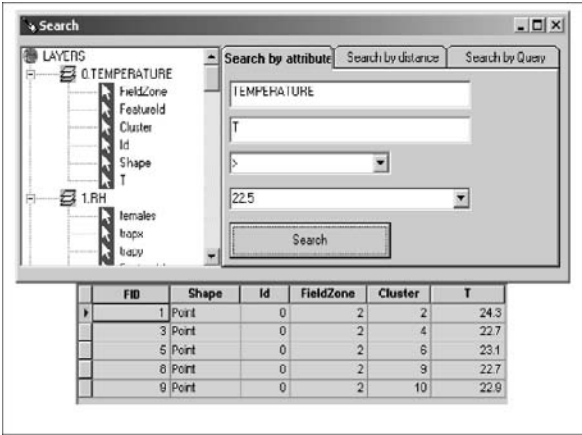 Search
LAYERS
0.TEMPERATURE
FieldZone
FeatureId
Cluster
Id
Shape
T
1.RH
females
trapx
trapy
Search by attribute
Search by distance
Search by Query
TEMPERATURE
T
>
22.5
Search
FID Shape Id FieldZone Cluster T
1 Point 0 2 2 24.3
3 Point 0 2 4 22.7
5 Point 0 2 6 23.1
8 Point 0 2 9 22.7
9 Point 0 2 10 22.9